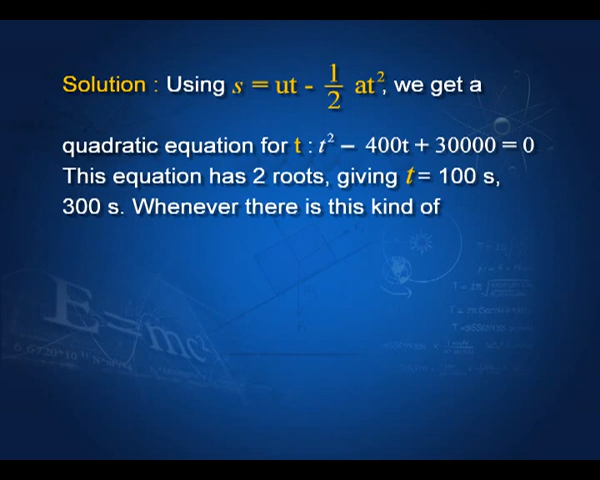 Solution : Using s = ut - 1/2 at², we get a
quadratic equation for t : t² – 400t + 30000 = 0
This equation has 2 roots, giving t = 100 s,
300 s. Whenever there is this kind of
E=mc²